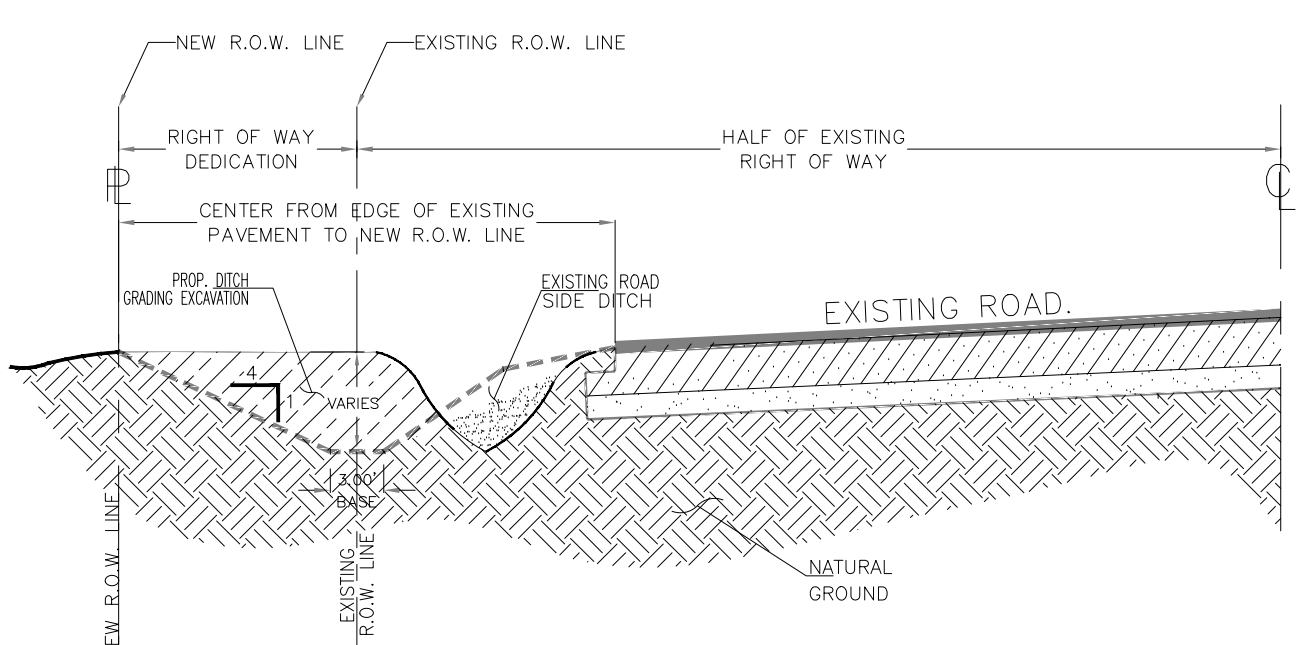 NEW R.O.W. LINE
EXISTING R.O.W. LINE
RIGHT OF WAY
DEDICATION
HALF OF EXISTING
RIGHT OF WAY
PL
CL
CENTER FROM EDGE OF EXISTING
PAVEMENT TO NEW R.O.W. LINE
PROP. DITCH
GRADING EXCAVATION
EXISTING ROAD
SIDE DITCH
EXISTING ROAD.
4
1
VARIES
3.00'
BASE
EW R.O.W. LINE
EXISTING
R.O.W. LINE
NATURAL
GROUND